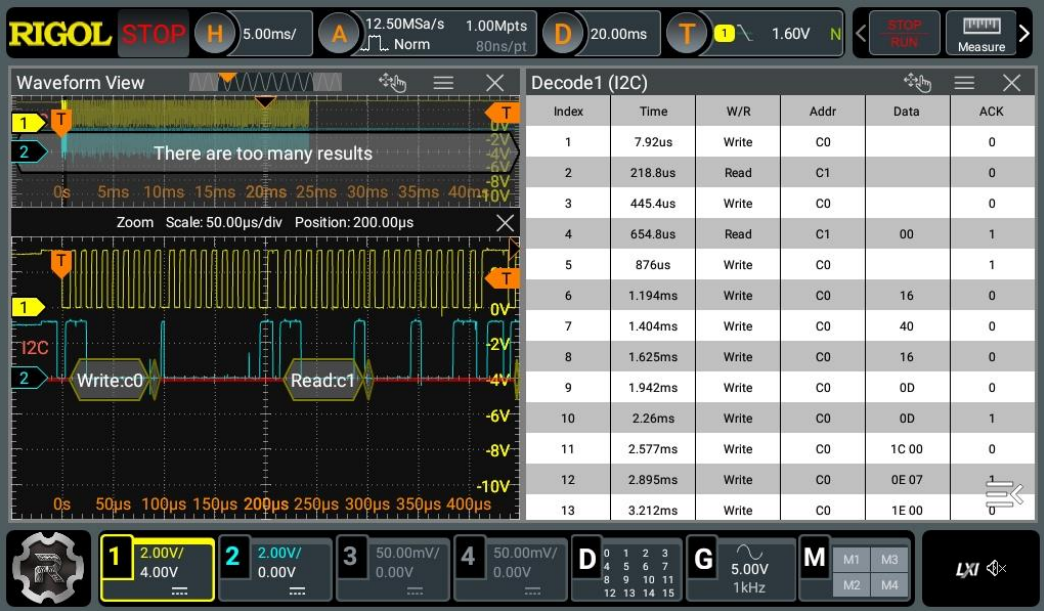 RIGOL STOP H 5.00ms/ A 12.50MSa/s 1.00Mpts Norm 80ns/pt D 20.00ms T 1 1.60V N < STOP RUN Measure >
Waveform View
T
1
2
There are too many results
0V
-2V
-4V
-6V
-8V
-10V
0s 5ms 10ms 15ms 20ms 25ms 30ms 35ms 40ms
Zoom Scale: 50.00µs/div Position: 200.00µs
T
T
1
0V
I2C
-2V
2
Write:c0 Read:c1
-4V
-6V
-8V
-10V
0s 50µs 100µs 150µs 200µs 250µs 300µs 350µs 400µs
Decode1 (I2C)
Index Time W/R Addr Data ACK
1 7.92us Write C0 0
2 218.8us Read C1 0
3 445.4us Write C0 0
4 654.8us Read C1 00 1
5 876us Write C0 1
6 1.194ms Write C0 16 0
7 1.404ms Write C0 40 0
8 1.625ms Write C0 16 0
9 1.942ms Write C0 0D 0
10 2.26ms Write C0 0D 1
11 2.577ms Write C0 1C 00 0
12 2.895ms Write C0 0E 07 1
13 3.212ms Write C0 1E 00 0
1 2.00V/ 4.00V
2 2.00V/ 0.00V
3 50.00mV/ 0.00V
4 50.00mV/ 0.00V
D 0 1 2 3
4 5 6 7
8 9 10 11
12 13 14 15
G 5.00V 1kHz
M M1 M3
M2 M4
LXI